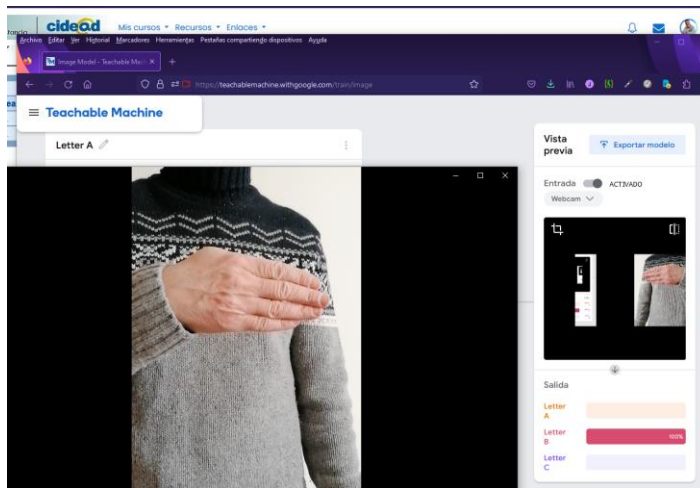 cidead Mis cursos Recursos Enlaces
Archivo Editar Ver Historial Marcadores Herramientas Pestañas compartiendo dispositivos Ayuda
Image Model - Teachable Mach
https://teachablemachine.withgoogle.com/train/image
Teachable Machine
Letter A
Vista previa
Exportar modelo
Entrada ACTIVADO
Webcam
Salida
Letter A
Letter B 100%
Letter C